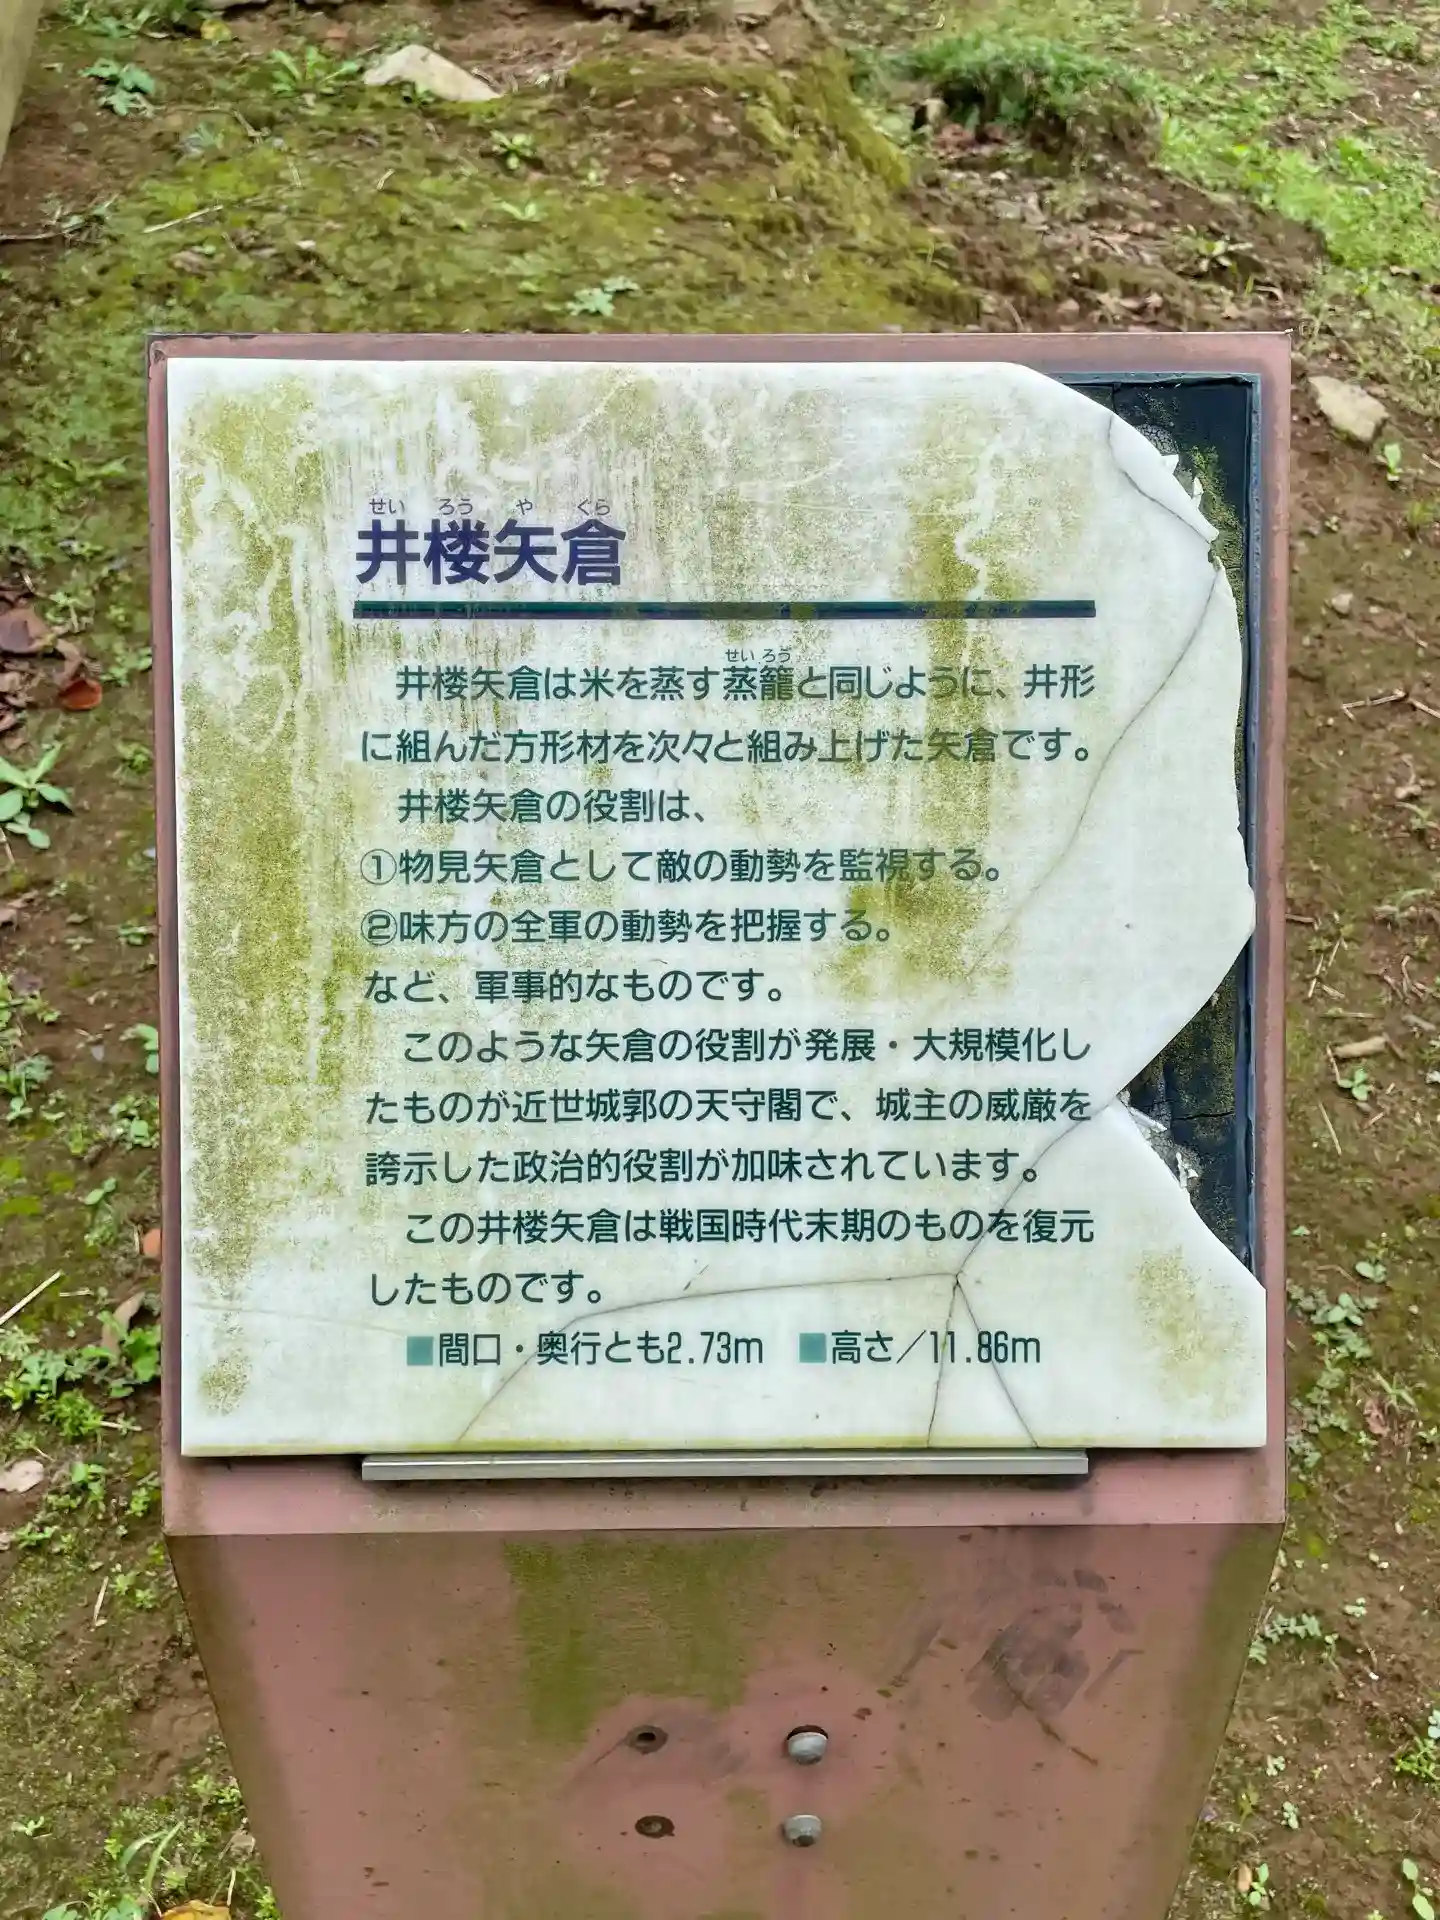 せい ろう や ぐら
井楼矢倉
せい ろう
井楼矢倉は米を蒸す蒸籠と同じように、井形
に組んだ方形材を次々と組み上げた矢倉です。
井楼矢倉の役割は、
①物見矢倉として敵の動勢を監視する。
②味方の全軍の動勢を把握する。
など、軍事的なものです。
このような矢倉の役割が発展・大規模化し
たものが近世城郭の天守閣で、城主の威厳を
誇示した政治的役割が加味されています。
この井楼矢倉は戦国時代末期のものを復元
したものです。
■間口・奥行とも2.73m ■高さ／11.86m